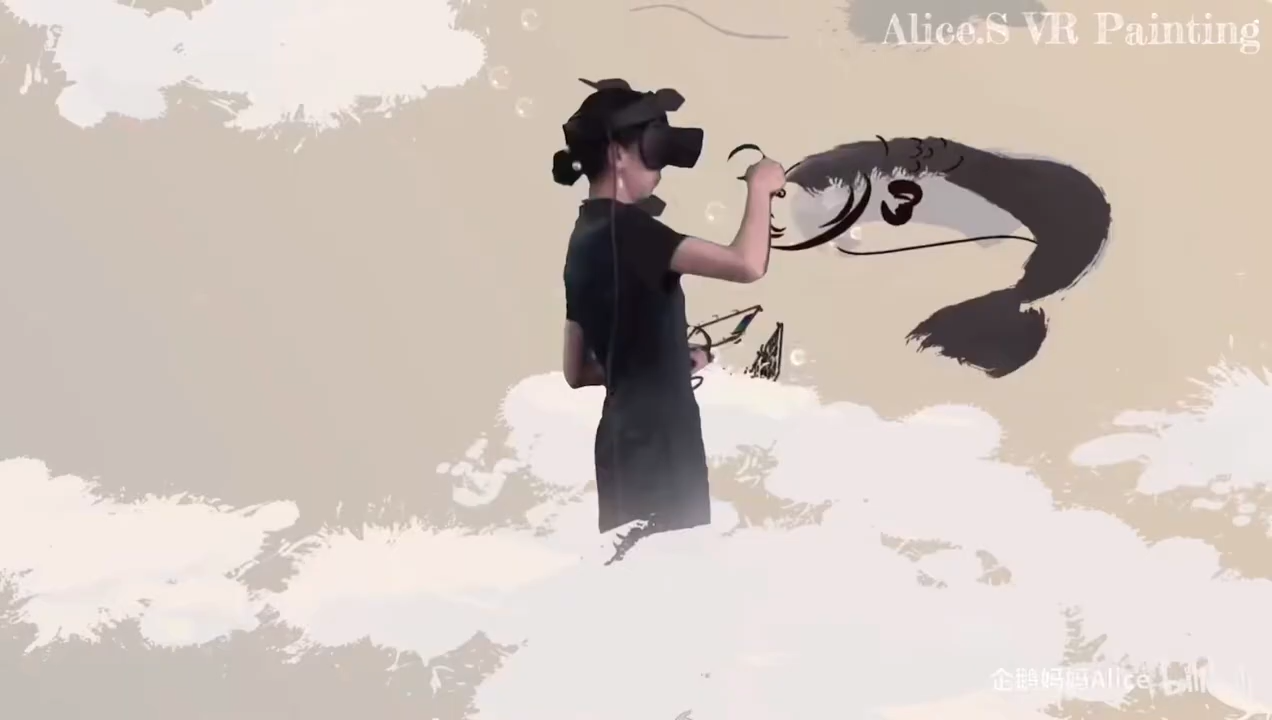 Alice.S VR Painting
企鹅妈妈Alice